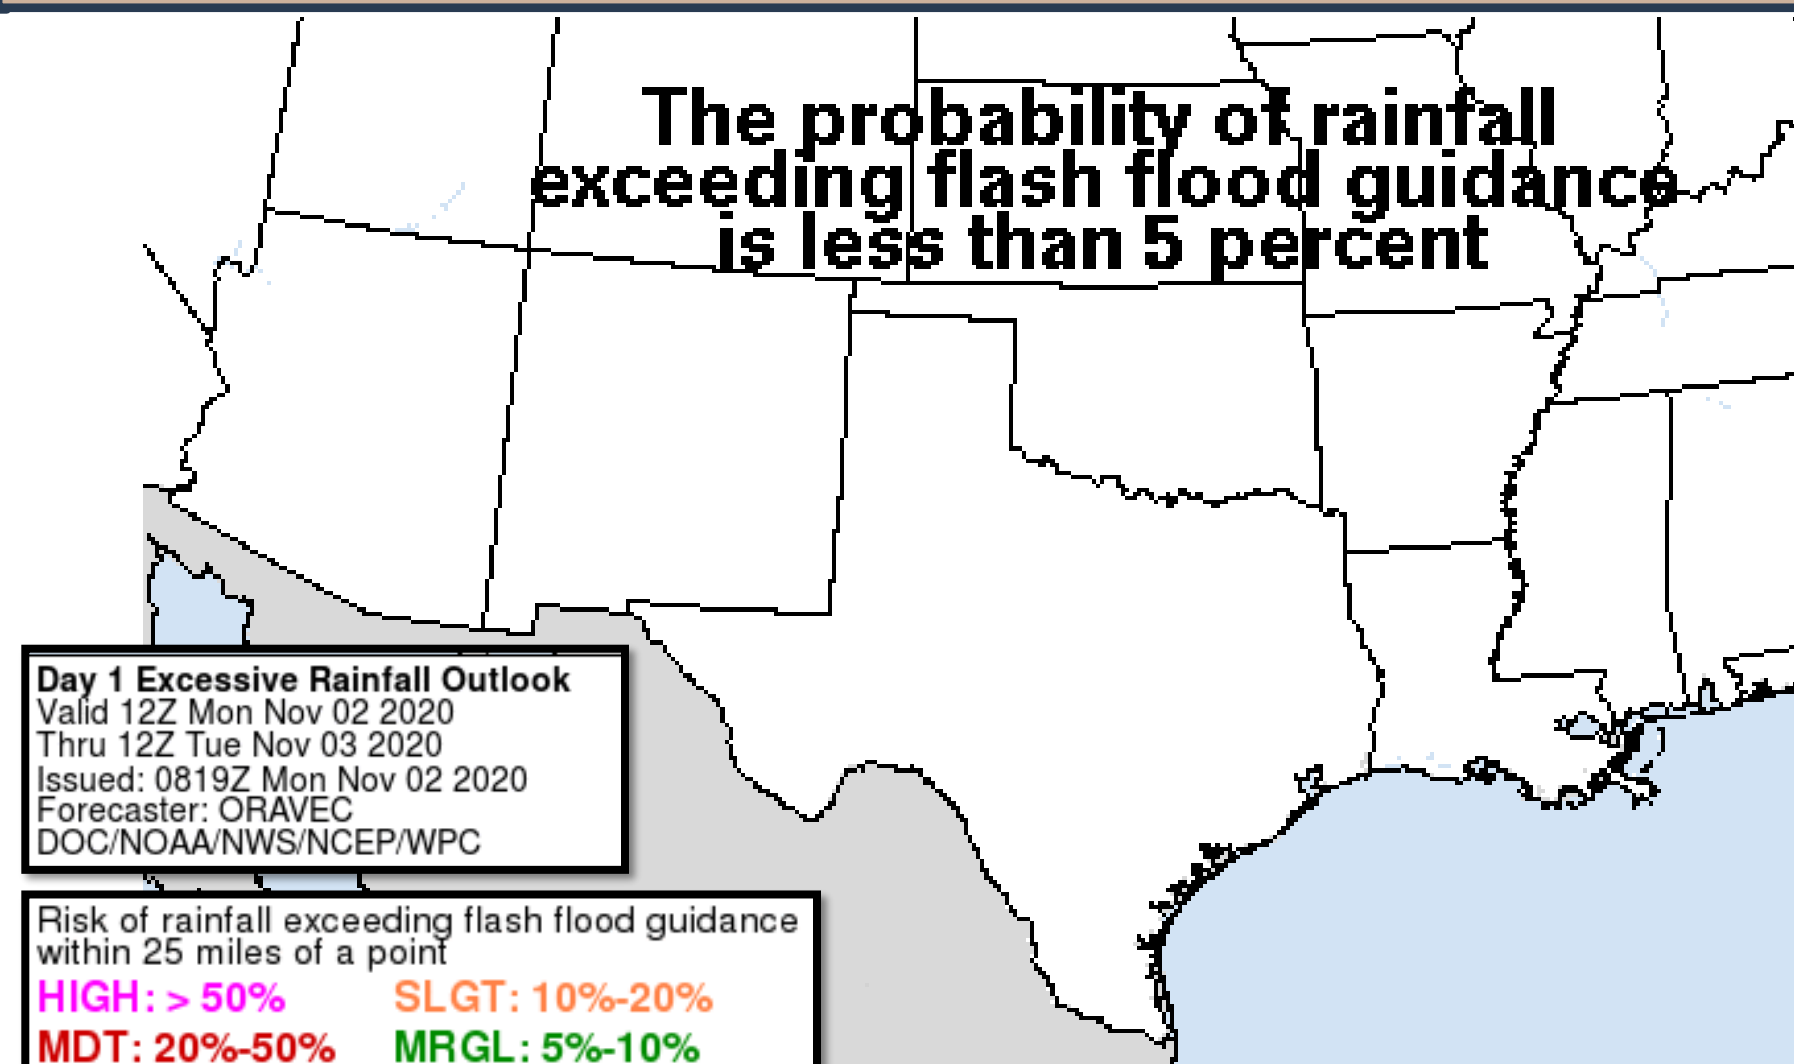 The probability of rainfall
exceeding flash flood guidance
is less than 5 percent
Day 1 Excessive Rainfall Outlook
Valid 12Z Mon Nov 02 2020
Thru 12Z Tue Nov 03 2020
Issued: 0819Z Mon Nov 02 2020
Forecaster: ORAVEC
DOC/NOAA/NWS/NCEP/WPC
Risk of rainfall exceeding flash flood guidance
within 25 miles of a point
HIGH: > 50% SLGT: 10%-20%
MDT: 20%-50% MRGL: 5%-10%